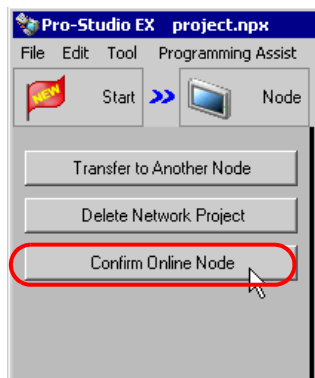 Pro-Studio EX project.npx
File Edit Tool Programming Assist
NEW Start Node
Transfer to Another Node
Delete Network Project
Confirm Online Node